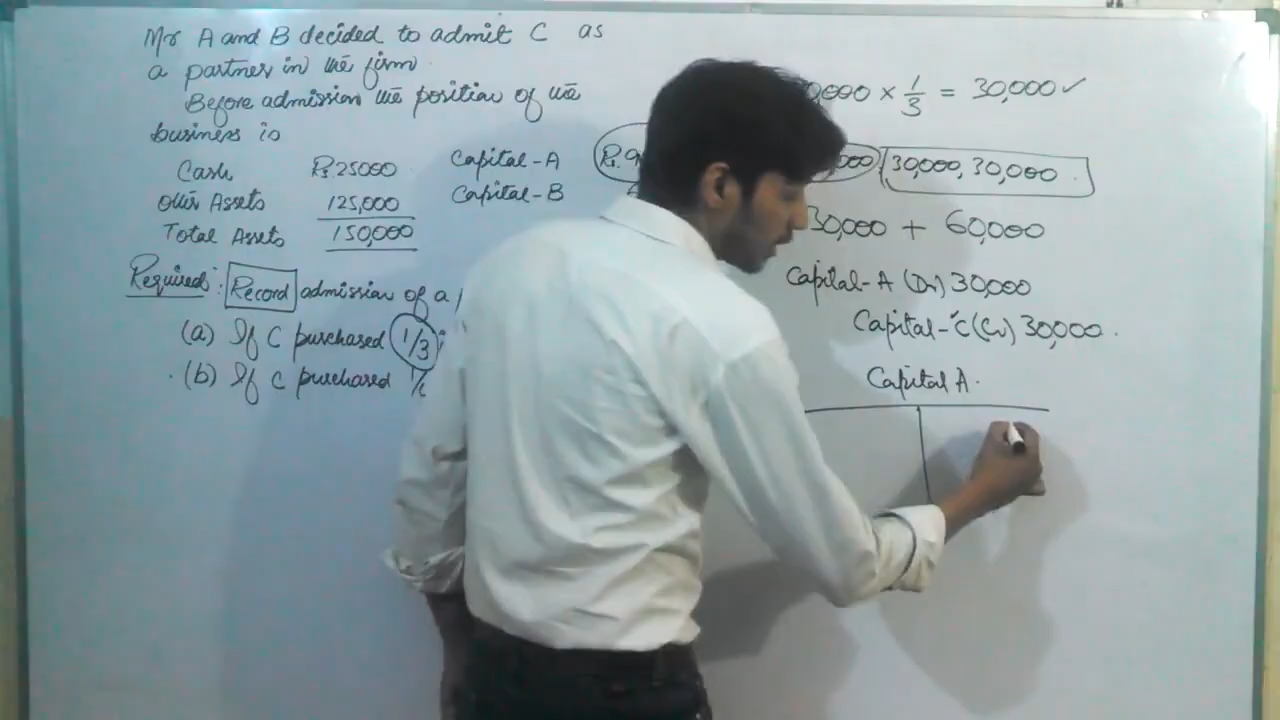 Mr A and B decided to admit C as
a partner in the firm.
Before admission the position of the
business is
Cash Rs.25000 Capital-A
Other Assets 125,000 Capital-B
Total Assets 150,000
Required: Record admission of a
(a) If C purchased 1/3
(b) If C purchased
0,000 × 1/3 = 30,000 ✓
30,000, 30,000
30,000 + 60,000
Capital-A (Dr) 30,000
Capital-C (Cr) 30,000.
Capital A.